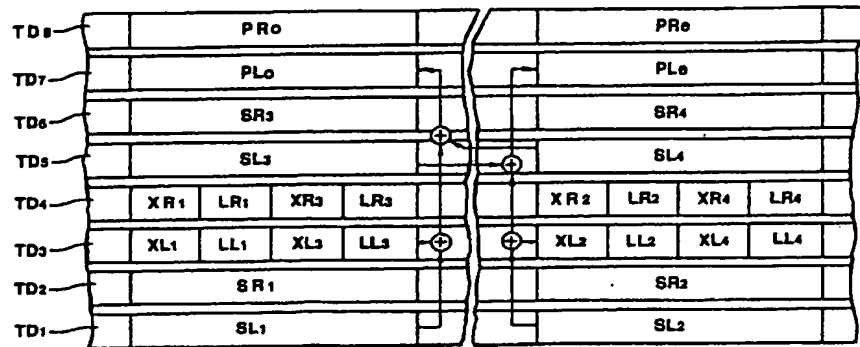 TD8 PRo PRe
TD7 PLo PLe
TD6 SR3 SR4
TD5 SL3 SL4
TD4 XR1 LR1 XR3 LR3 XR2 LR2 XR4 LR4
TD3 XL1 LL1 XL3 LL3 XL2 LL2 XL4 LL4
TD2 SR1 SR2
TD1 SL1 SL2